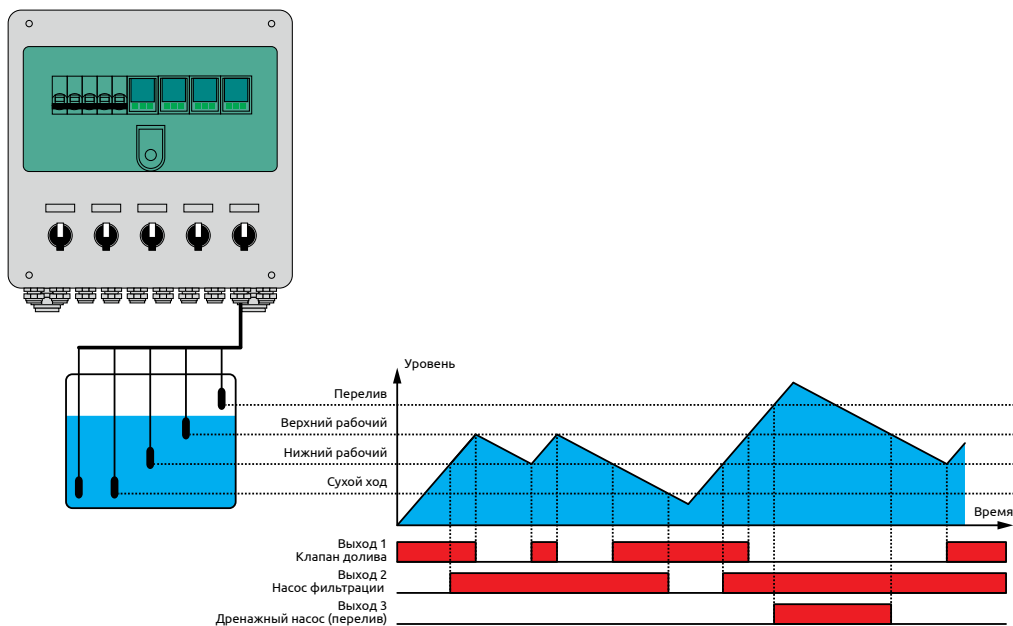 Уровень
Перелив
Верхний рабочий
Нижний рабочий
Сухой ход
Время
Выход 1
Клапан долива
Выход 2
Насос фильтрации
Выход 3
Дренажный насос (перелив)